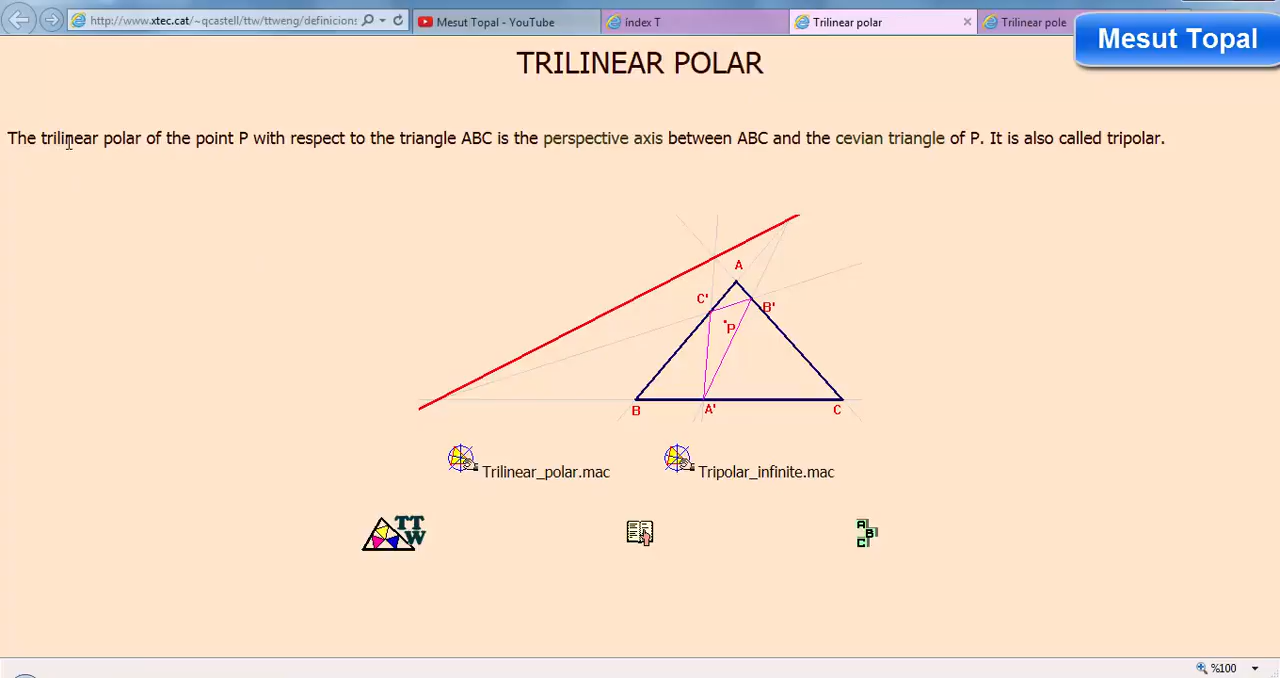 http://www.xtec.cat/~qcastell/ttw/ttweng/definicions
Mesut Topal - YouTube
index T
Trilinear polar
Trilinear pole
Mesut Topal
TRILINEAR POLAR
The trilinear polar of the point P with respect to the triangle ABC is the perspective axis between ABC and the cevian triangle of P. It is also called tripolar.
A
C'
B'
P
B
A'
C
Trilinear_polar.mac
Tripolar_infinite.mac
TT
W
A
B
C
%100